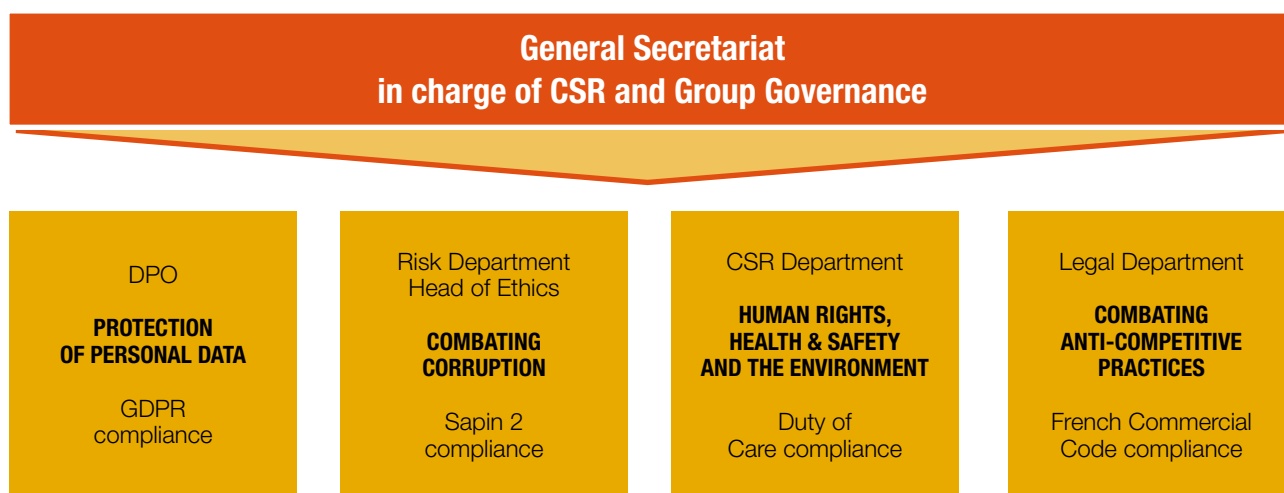 General Secretariat
in charge of CSR and Group Governance
DPO
PROTECTION
OF PERSONAL DATA
GDPR
compliance
Risk Department
Head of Ethics
COMBATING
CORRUPTION
Sapin 2
compliance
CSR Department
HUMAN RIGHTS,
HEALTH & SAFETY
AND THE ENVIRONMENT
Duty of
Care compliance
Legal Department
COMBATING
ANTI-COMPETITIVE
PRACTICES
French Commercial
Code compliance